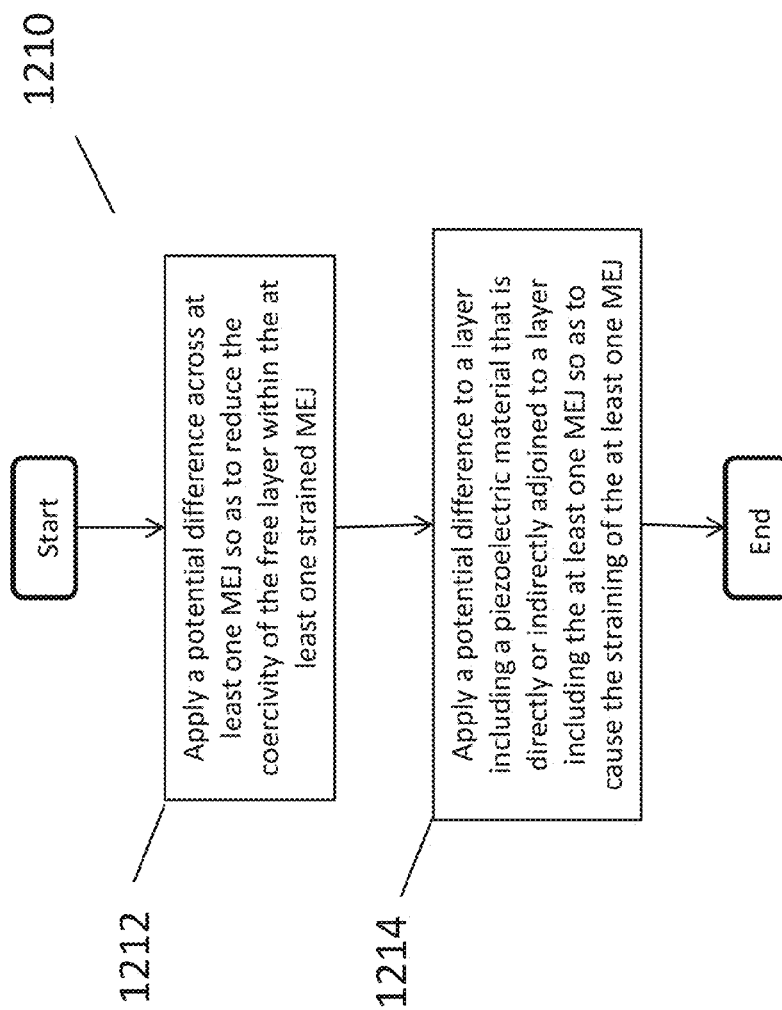 1210
Start
1212
Apply a potential difference across at
least one MEJ so as to reduce the
coercivity of the free layer within the at
least one strained MEJ
1214
Apply a potential difference to a layer
including a piezoelectric material that is
directly or indirectly adjoined to a layer
including the at least one MEJ so as to
cause the straining of the at least one MEJ
End